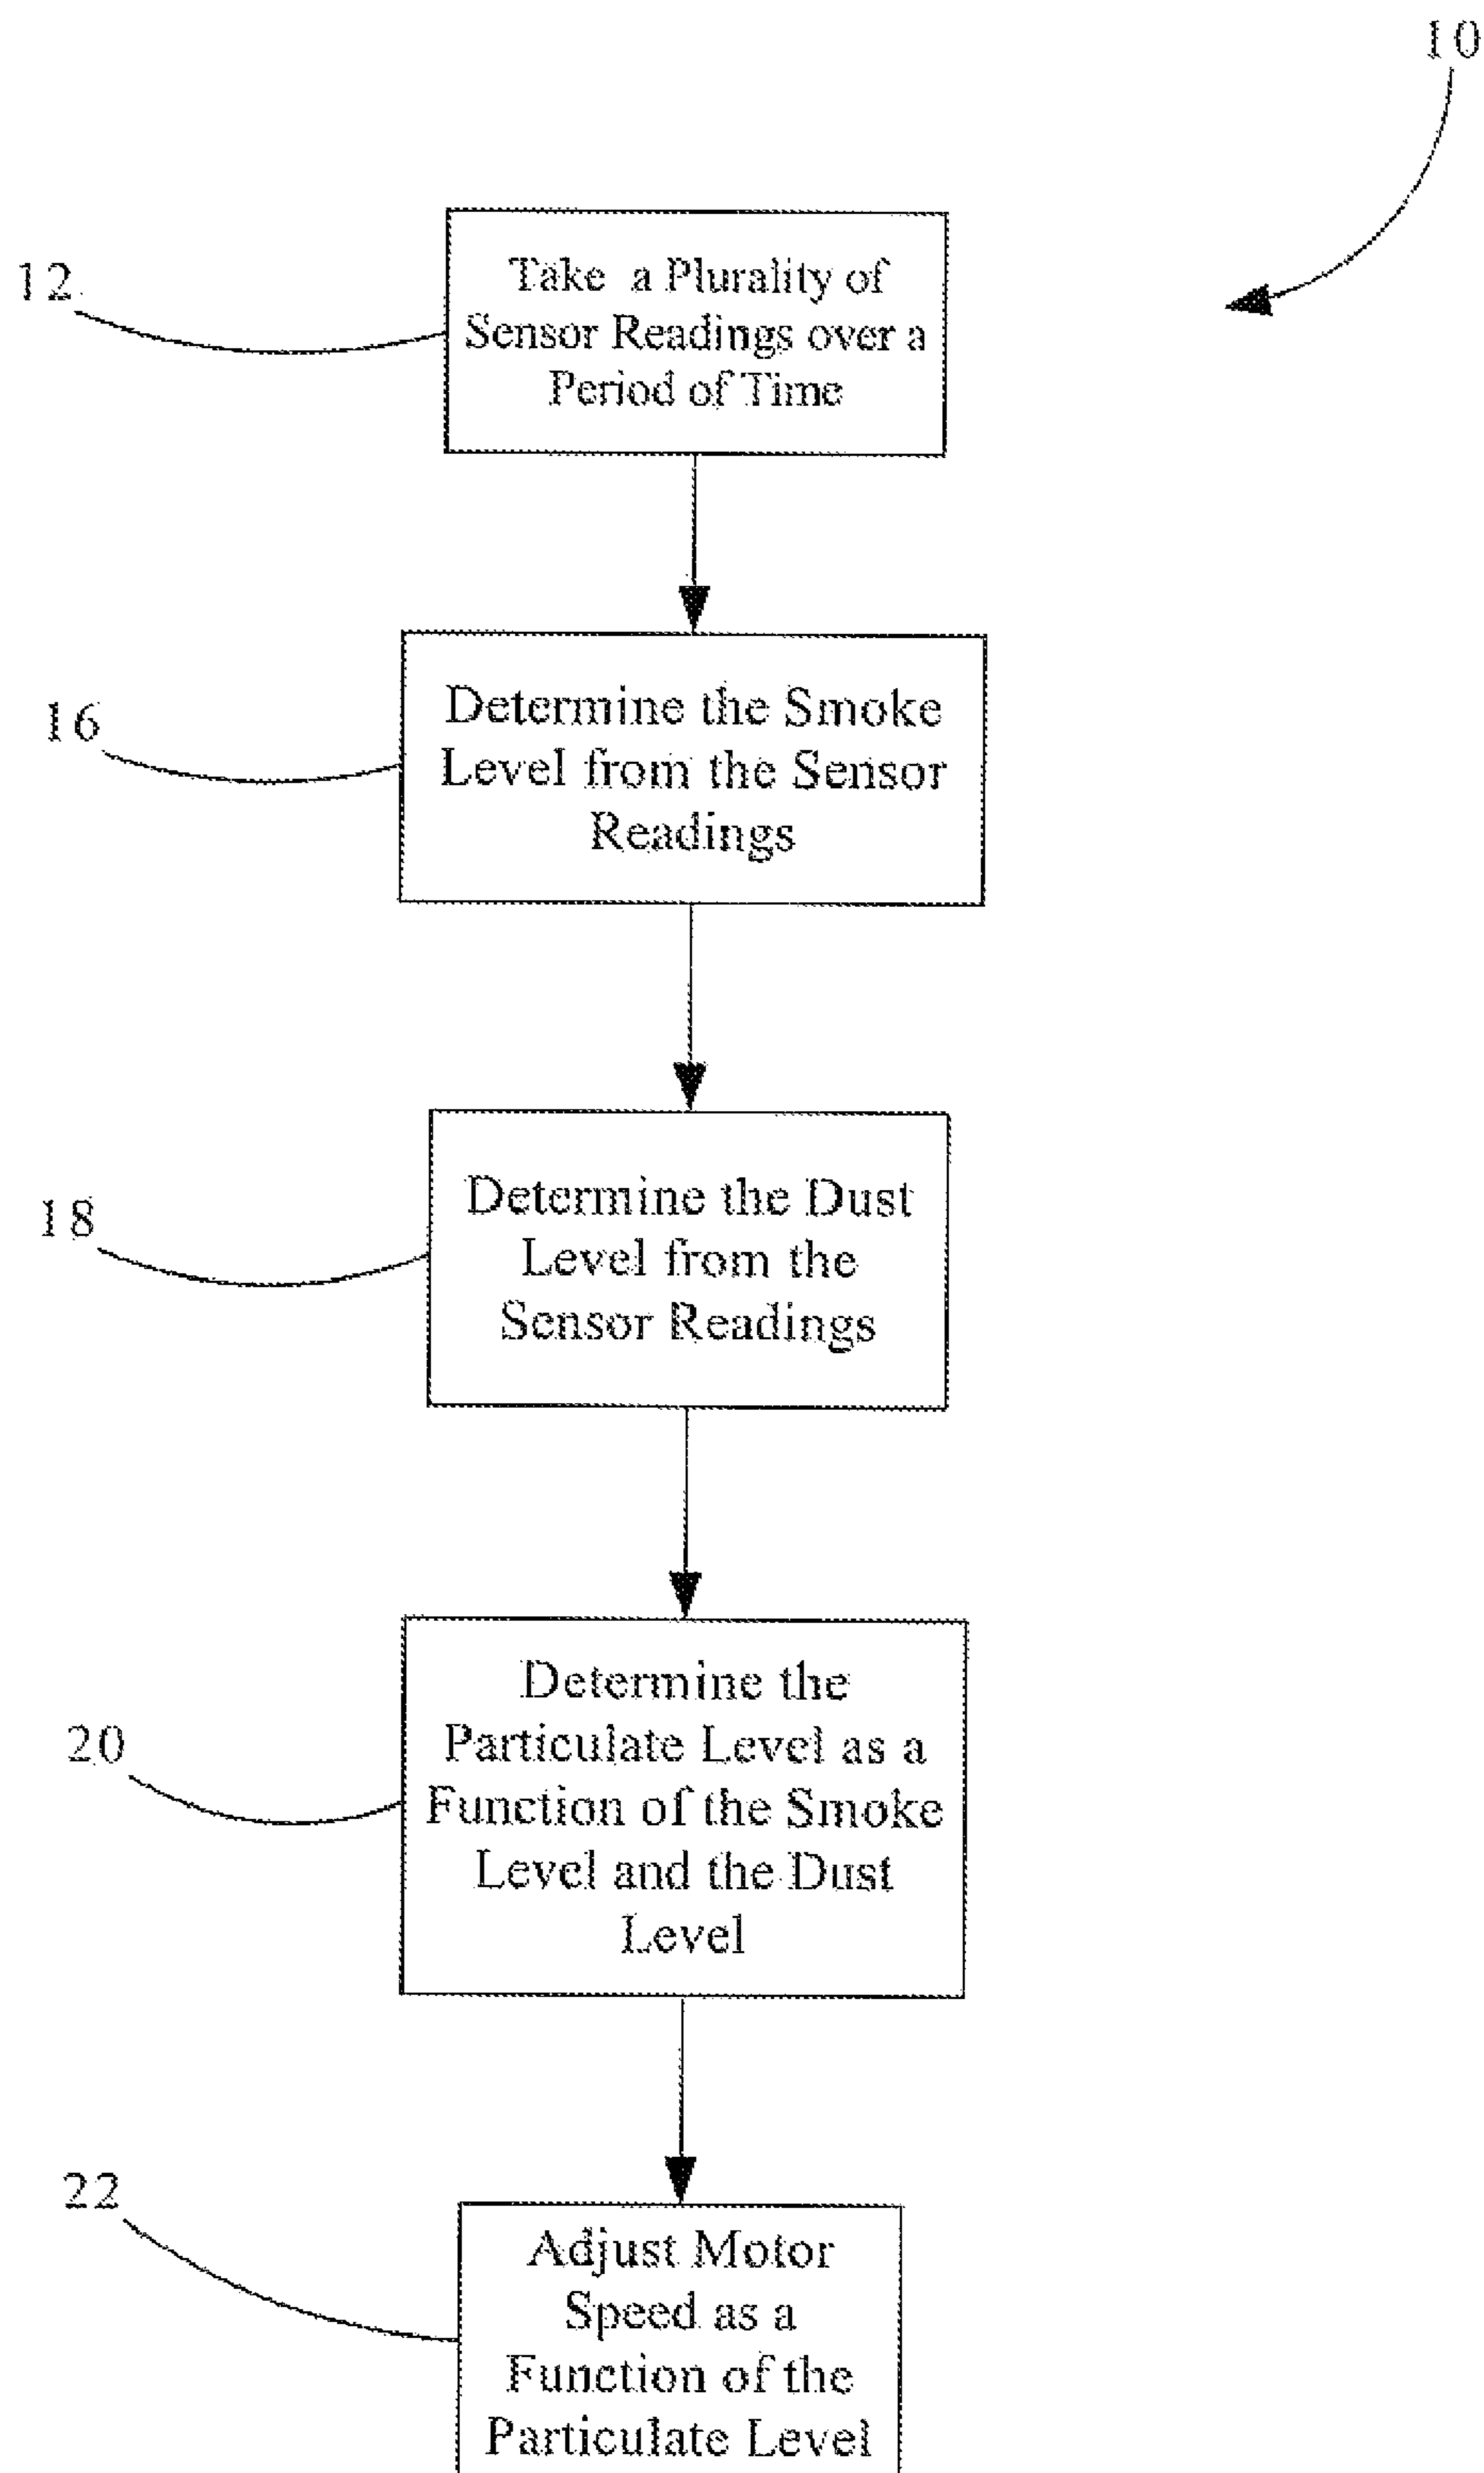 10
12
Take a Plurality of
Sensor Readings over a
Period of Time
16
Determine the Smoke
Level from the Sensor
Readings
18
Determine the Dust
Level from the
Sensor Readings
20
Determine the
Particulate Level as a
Function of the Smoke
Level and the Dust
Level
22
Adjust Motor
Speed as a
Function of the
Particulate Level